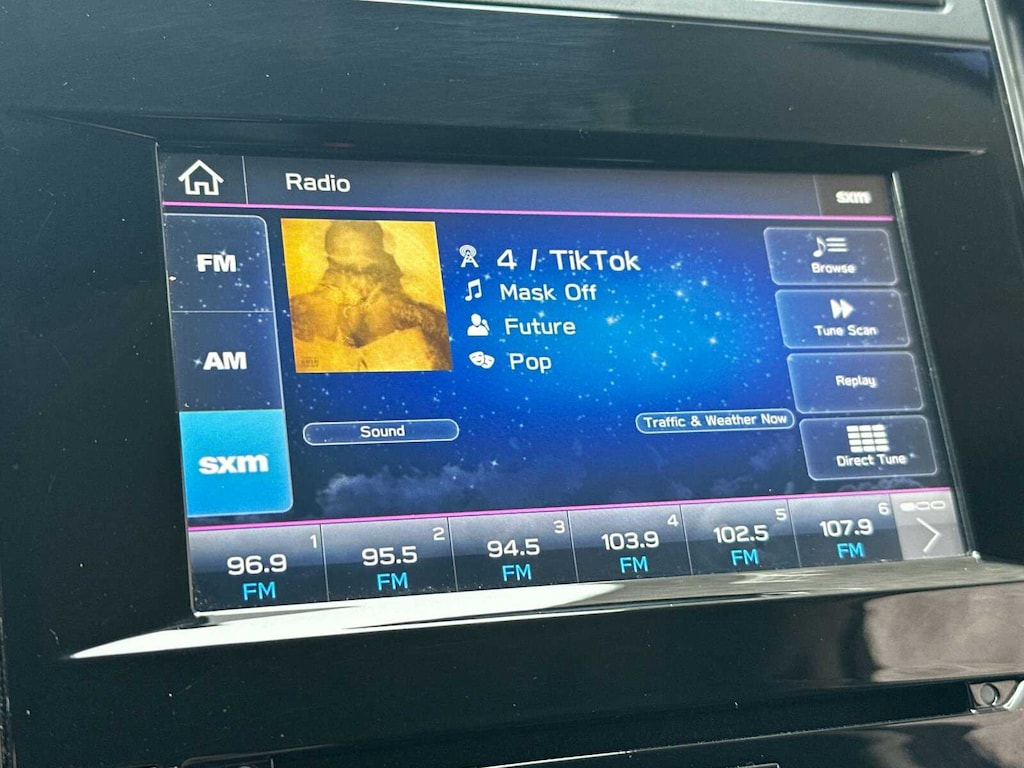 Radio
sxm
FM
AM
sxm
4 / TikTok
Mask Off
Future
Pop
Sound
Traffic & Weather Now
Browse
Tune Scan
Replay
Direct Tune
1
96.9
FM
2
95.5
FM
3
94.5
FM
4
103.9
FM
5
102.5
FM
6
107.9
FM